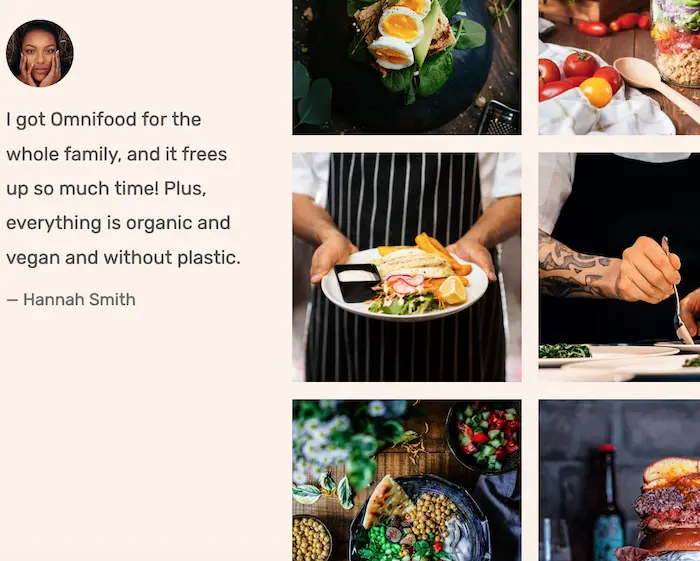 I got Omnifood for the
whole family, and it frees
up so much time! Plus,
everything is organic and
vegan and without plastic.
— Hannah Smith